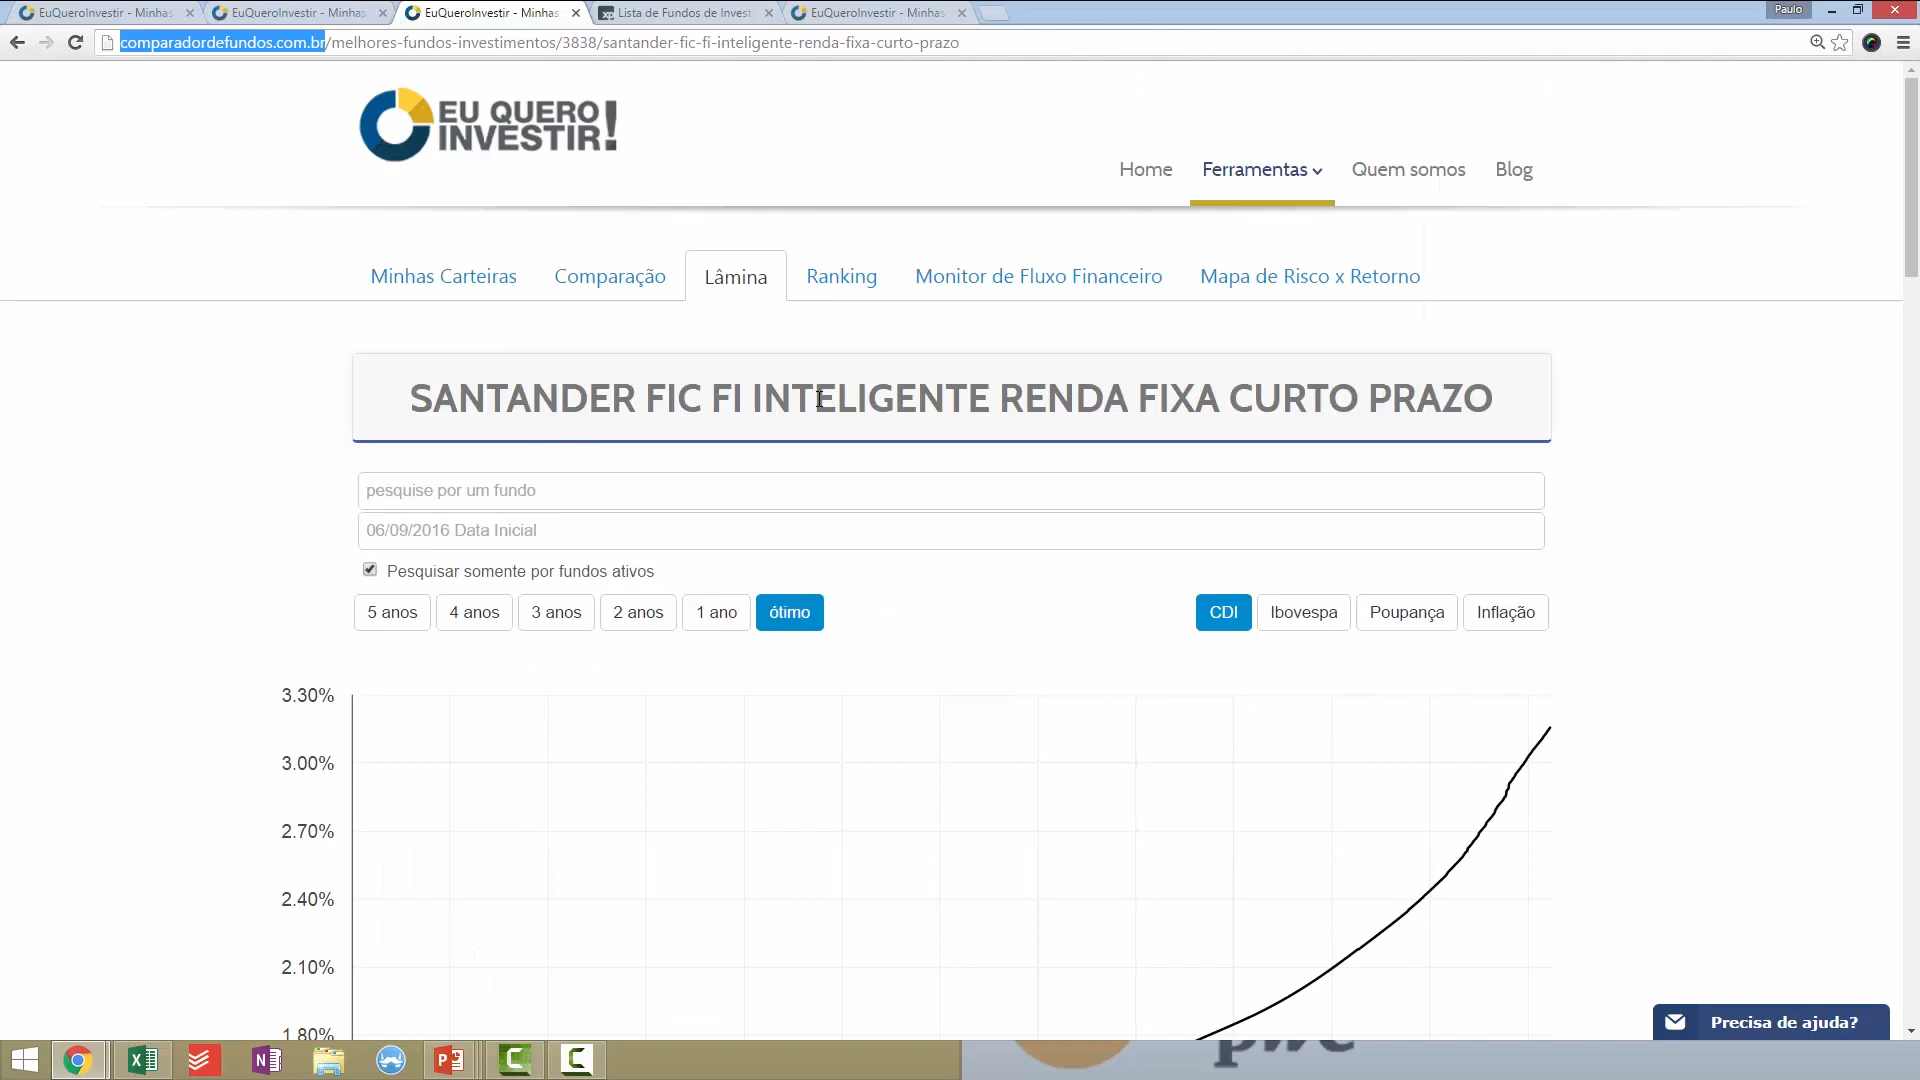 EuQueroInvestir - Minhas
EuQueroInvestir - Minhas
EuQueroInvestir - Minhas
xp
Lista de Fundos de Invest
EuQueroInvestir - Minhas
Paulo
comparadordefundos.com.br/melhores-fundos-investimentos/3838/santander-fic-fi-inteligente-renda-fixa-curto-prazo
EU QUERO
INVESTIR!
Home
Ferramentas
Quem somos
Blog
Minhas Carteiras
Comparação
Lâmina
Ranking
Monitor de Fluxo Financeiro
Mapa de Risco x Retorno
SANTANDER FIC FI INTELIGENTE RENDA FIXA CURTO PRAZO
pesquise por um fundo
06/09/2016 Data Inicial
Pesquisar somente por fundos ativos
5 anos
4 anos
3 anos
2 anos
1 ano
ótimo
CDI
Ibovespa
Poupança
Inflação
3.30%
3.00%
2.70%
2.40%
2.10%
1.80%
Precisa de ajuda?
pwc